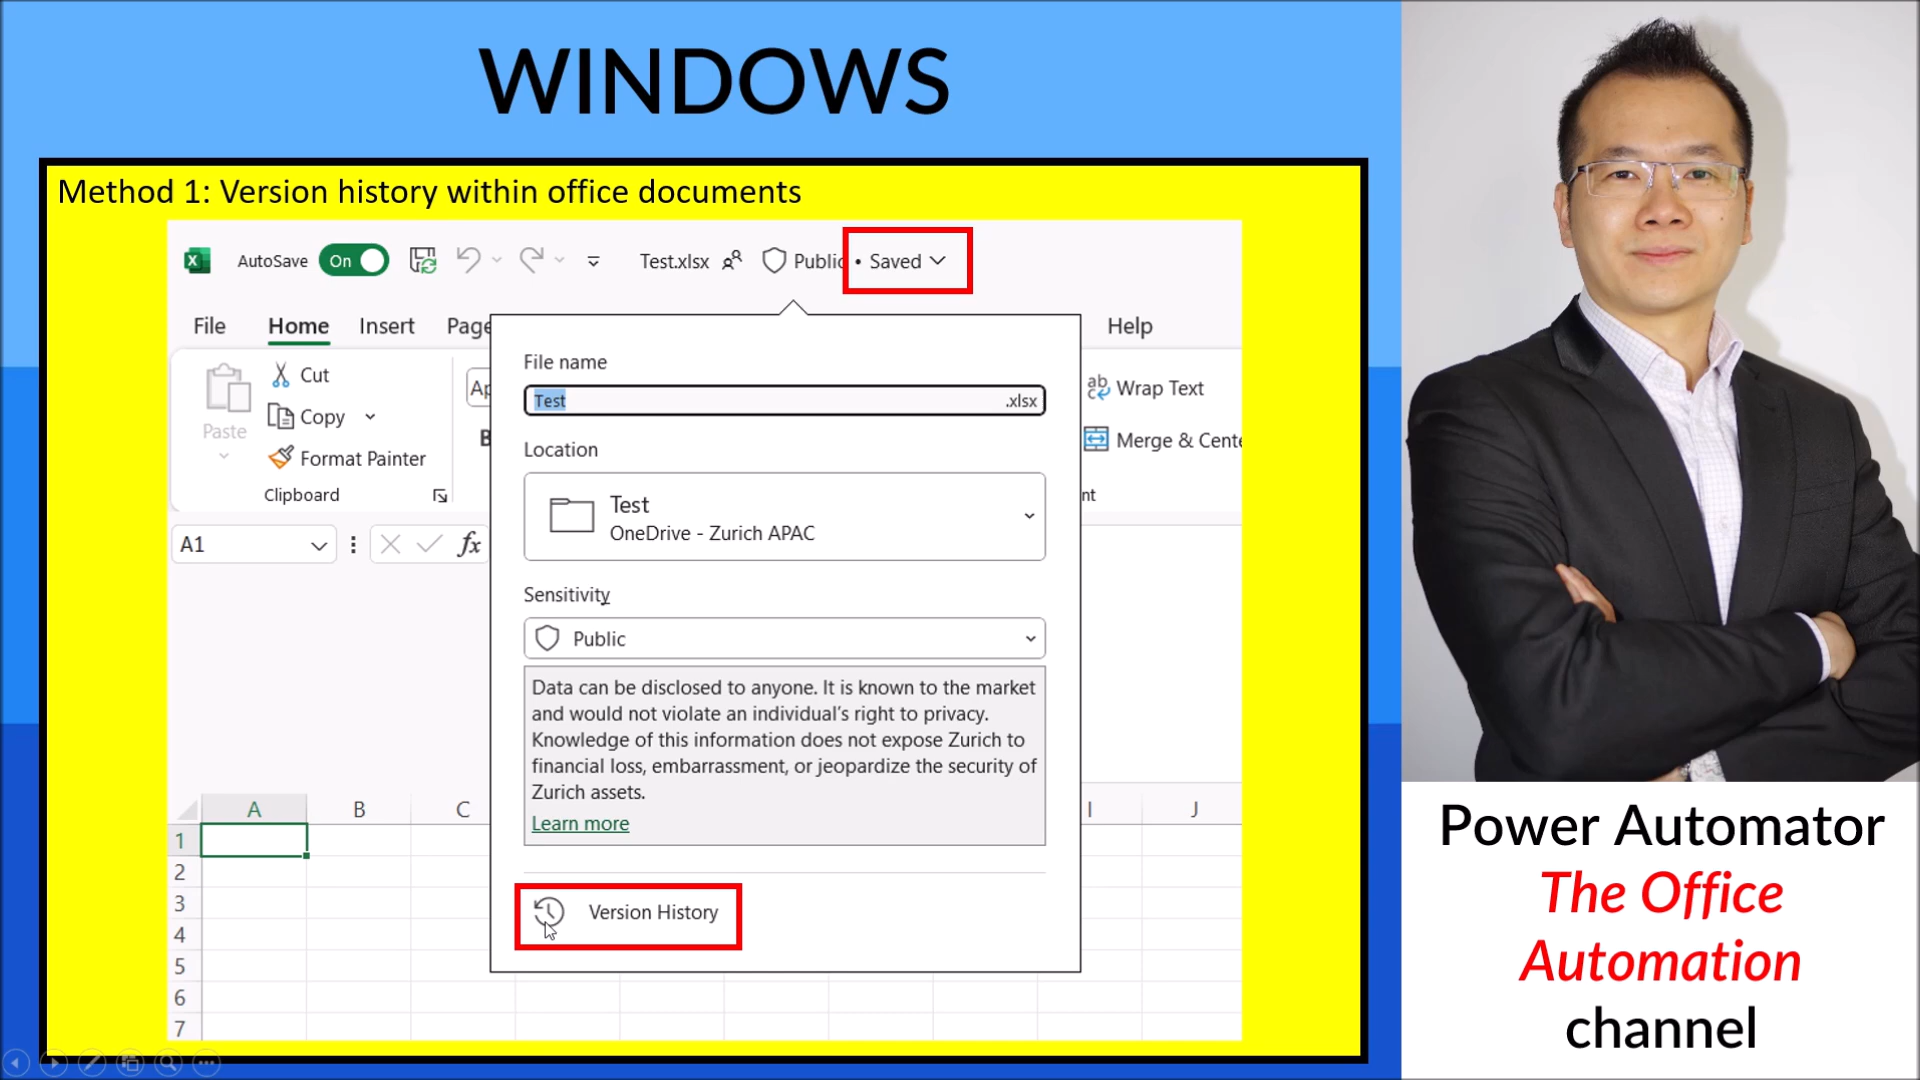 WINDOWS
Method 1: Version history within office documents
AutoSave On Test.xlsx Public • Saved
File Home Insert Page Help
Cut
Copy
Paste
Format Painter
Clipboard
Wrap Text
Merge & Cente
nt
A1 fx
File name
Test .xlsx
Location
Test
OneDrive - Zurich APAC
Sensitivity
Public
Data can be disclosed to anyone. It is known to the market
and would not violate an individual's right to privacy.
Knowledge of this information does not expose Zurich to
financial loss, embarrassment, or jeopardize the security of
Zurich assets.
Learn more
Version History
A B C I J
1
2
3
4
5
6
7
Power Automator
The Office
Automation
channel